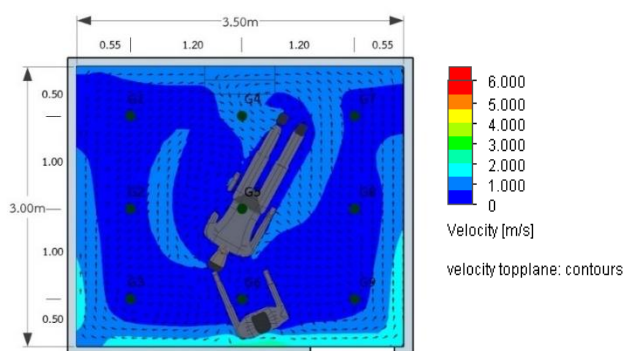 3.50m
0.55 1.20 1.20 0.55
0.50
1.00
3.00m
1.00
0.50
G1 G4 G7
G2 G5 G8
G3 G6 G9
6.000
5.000
4.000
3.000
2.000
1.000
0
Velocity [m/s]
velocity topplane: contours